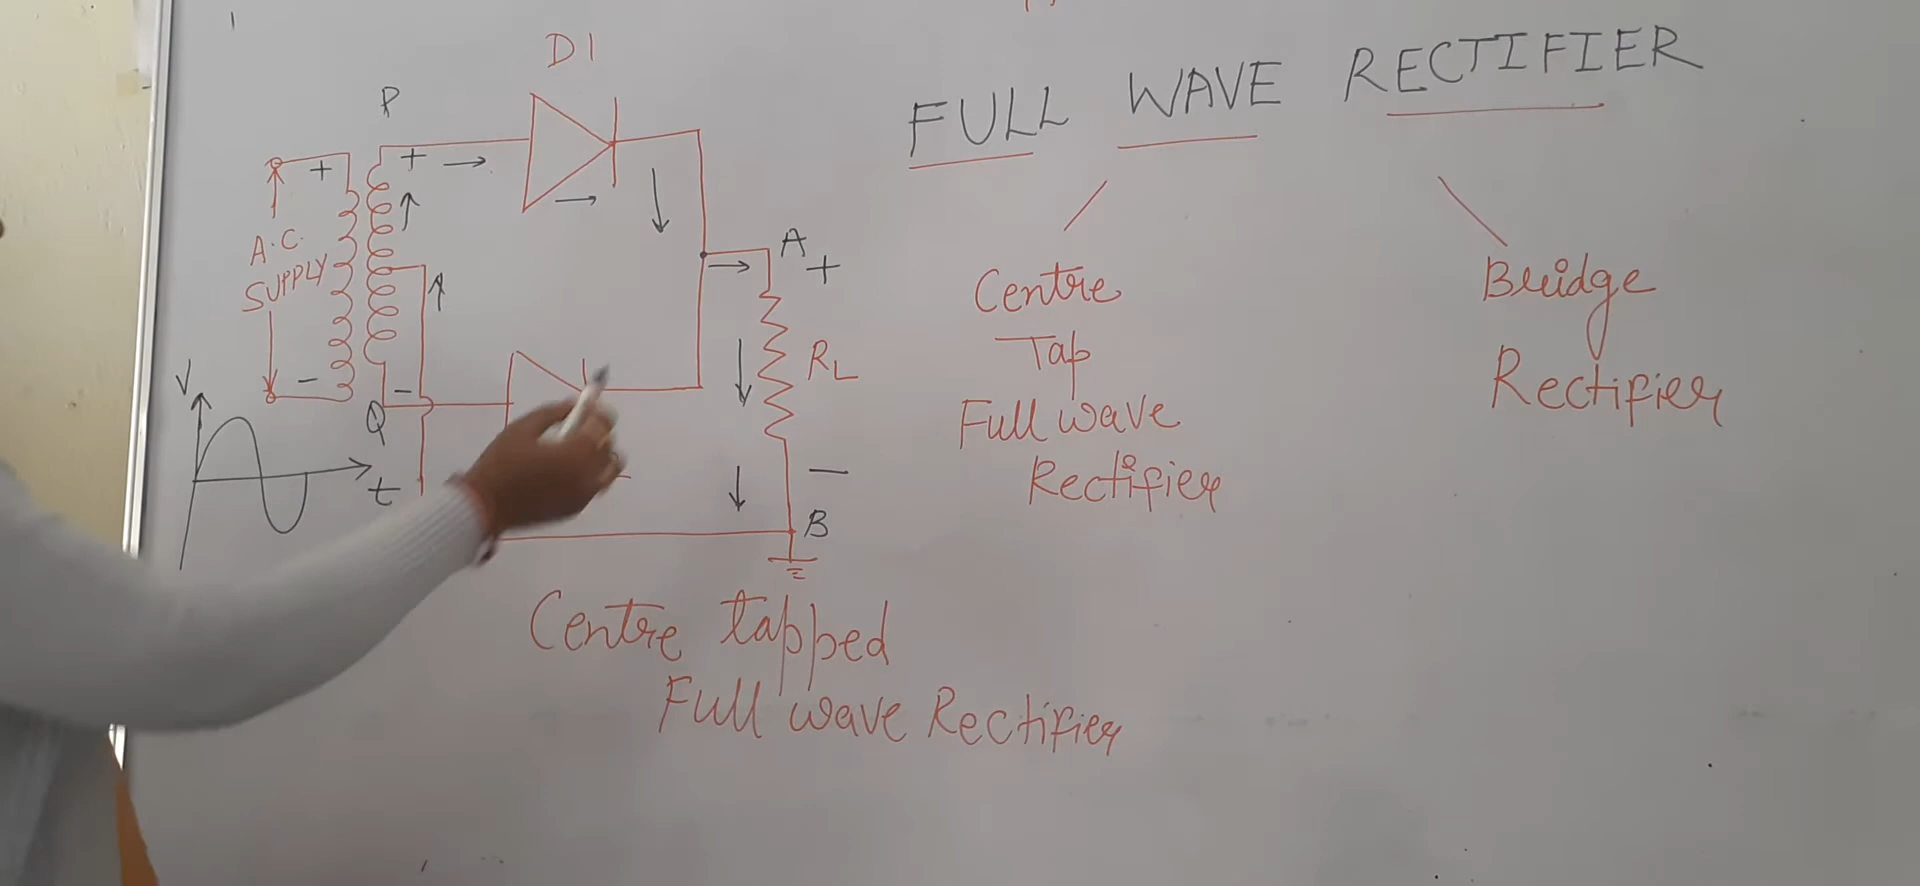 FULL WAVE RECTIFIER
D1
P
+
+
A.C.
SUPPLY
-
-
Q
V
t
A
+
RL
-
B
Centre
Tap
Full wave
Rectifier
Bridge
Rectifier
Centre tapped
Full wave Rectifier